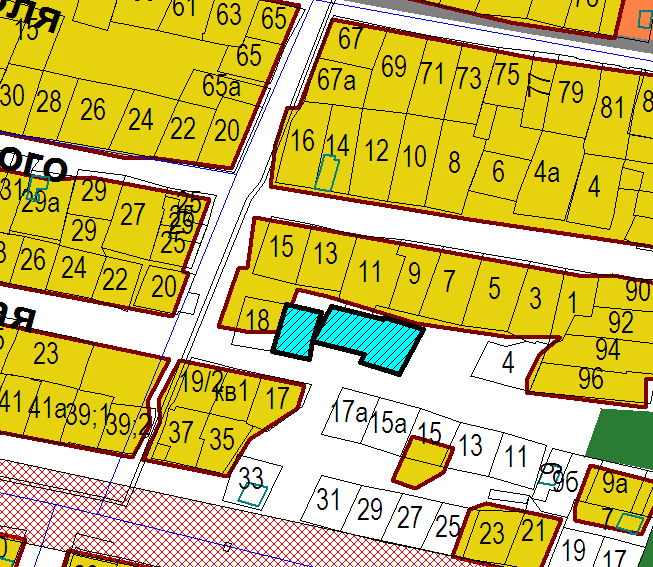 61 63 65
15
65
65а
30 28 26 24 22 20
67
67а 69 71 73 75 77 79 81
16 14 12 10 8 6 4а 4
ого
31 29 29а 29 27 25 25
26 24 22 20
15 13 11 9 7 5 3 1 90
92
94
96
18
4
ая
23
41 41а 39;1 39,2
19/2 кв1 17
37 35
33
17а 15а 15 13 11 9 9б 9а
31 29 27 25 23 21 7
19 17